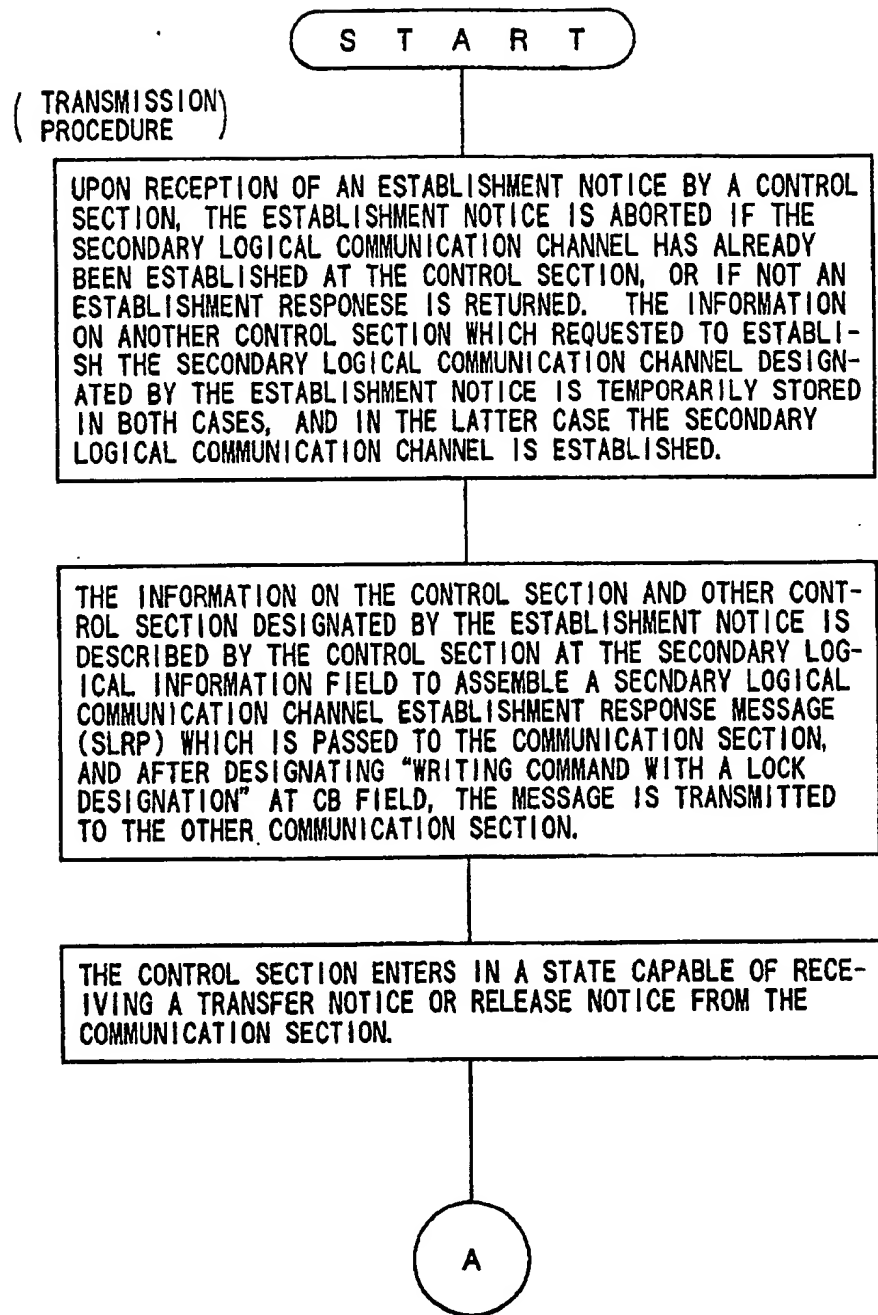 S T A R T
( TRANSMISSION
PROCEDURE )
UPON RECEPTION OF AN ESTABLISHMENT NOTICE BY A CONTROL
SECTION, THE ESTABLISHMENT NOTICE IS ABORTED IF THE
SECONDARY LOGICAL COMMUNICATION CHANNEL HAS ALREADY
BEEN ESTABLISHED AT THE CONTROL SECTION, OR IF NOT AN
ESTABLISHMENT RESPONESE IS RETURNED. THE INFORMATION
ON ANOTHER CONTROL SECTION WHICH REQUESTED TO ESTABLI-
SH THE SECONDARY LOGICAL COMMUNICATION CHANNEL DESIGN-
ATED BY THE ESTABLISHMENT NOTICE IS TEMPORARILY STORED
IN BOTH CASES, AND IN THE LATTER CASE THE SECONDARY
LOGICAL COMMUNICATION CHANNEL IS ESTABLISHED.
THE INFORMATION ON THE CONTROL SECTION AND OTHER CONT-
ROL SECTION DESIGNATED BY THE ESTABLISHMENT NOTICE IS
DESCRIBED BY THE CONTROL SECTION AT THE SECONDARY LOG-
ICAL INFORMATION FIELD TO ASSEMBLE A SECNDARY LOGICAL
COMMUNICATION CHANNEL ESTABLISHMENT RESPONSE MESSAGE
(SLRP) WHICH IS PASSED TO THE COMMUNICATION SECTION,
AND AFTER DESIGNATING "WRITING COMMAND WITH A LOCK
DESIGNATION" AT CB FIELD, THE MESSAGE IS TRANSMITTED
TO THE OTHER COMMUNICATION SECTION.
THE CONTROL SECTION ENTERS IN A STATE CAPABLE OF RECE-
IVING A TRANSFER NOTICE OR RELEASE NOTICE FROM THE
COMMUNICATION SECTION.
A